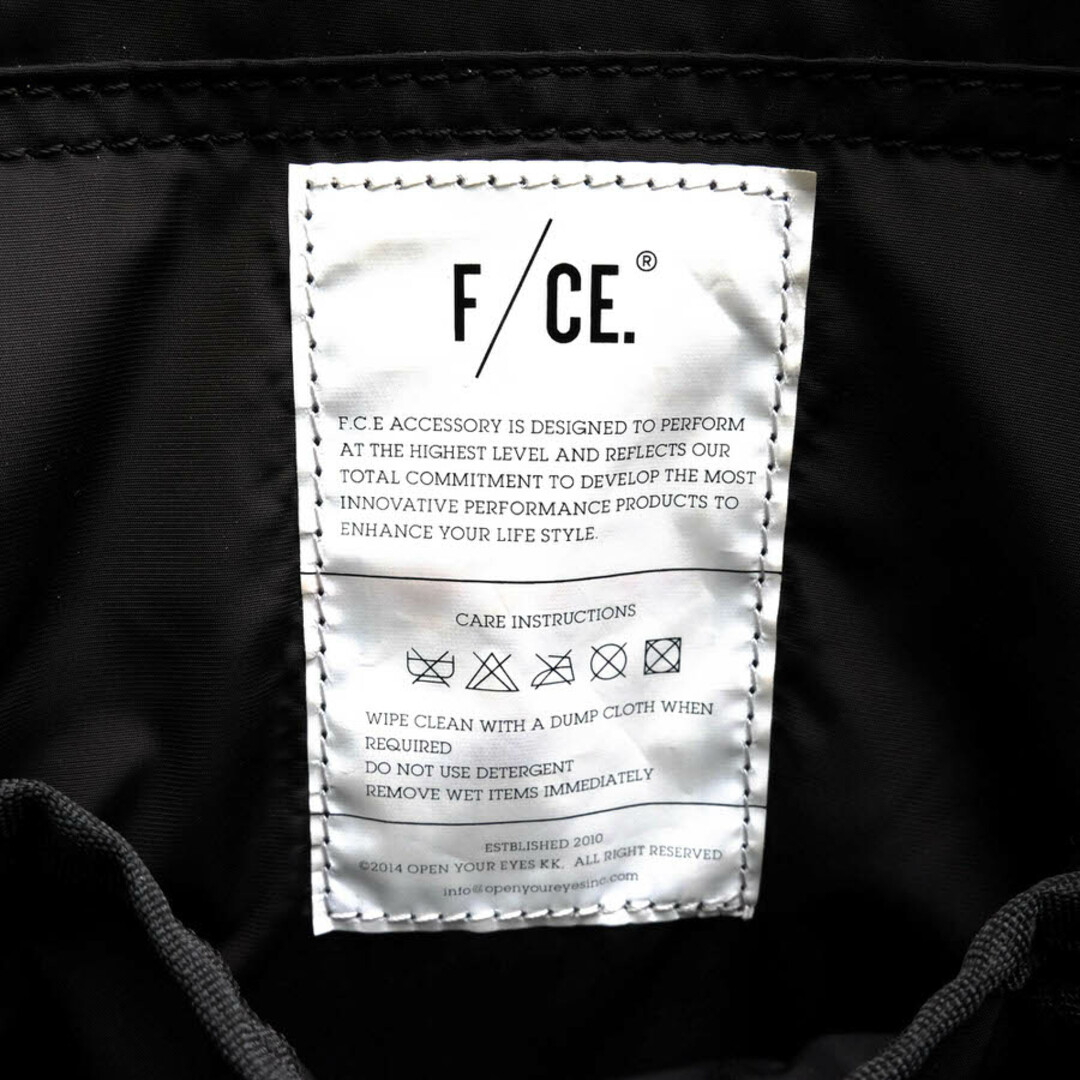 F/CE.®
F.C.E ACCESSORY IS DESIGNED TO PERFORM
AT THE HIGHEST LEVEL AND REFLECTS OUR
TOTAL COMMITMENT TO DEVELOP THE MOST
INNOVATIVE PERFORMANCE PRODUCTS TO
ENHANCE YOUR LIFE STYLE.
CARE INSTRUCTIONS
WIPE CLEAN WITH A DUMP CLOTH WHEN
REQUIRED
DO NOT USE DETERGENT
REMOVE WET ITEMS IMMEDIATELY
ESTBLISHED 2010
©2014 OPEN YOUR EYES KK. ALL RIGHT RESERVED
info@openyoureyesinc.com